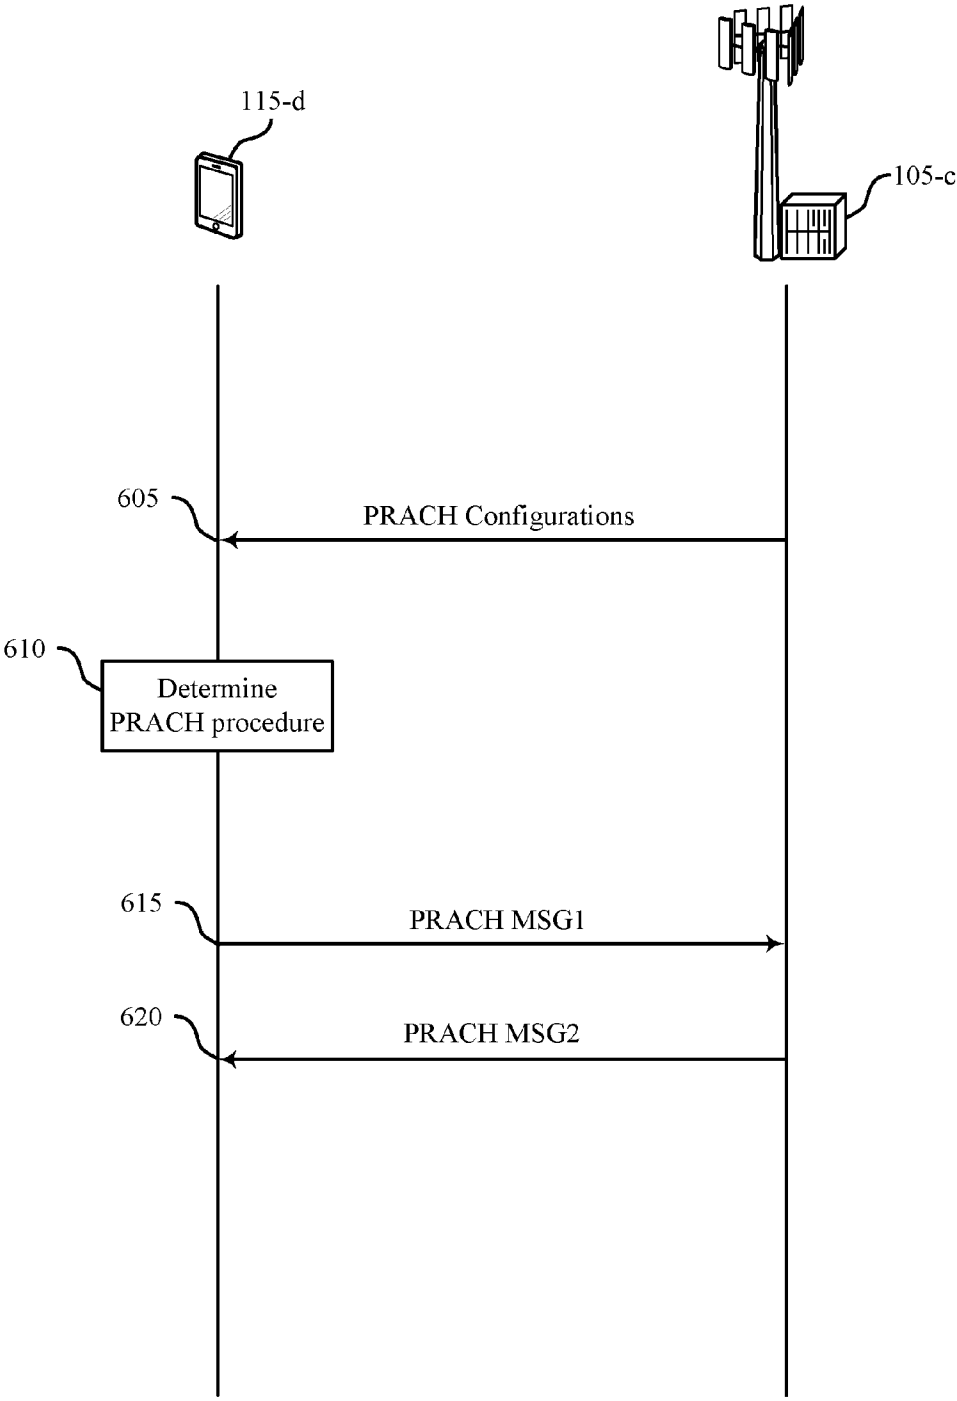 115-d
105-c
605
PRACH Configurations
610
Determine
PRACH procedure
615
PRACH MSG1
620
PRACH MSG2